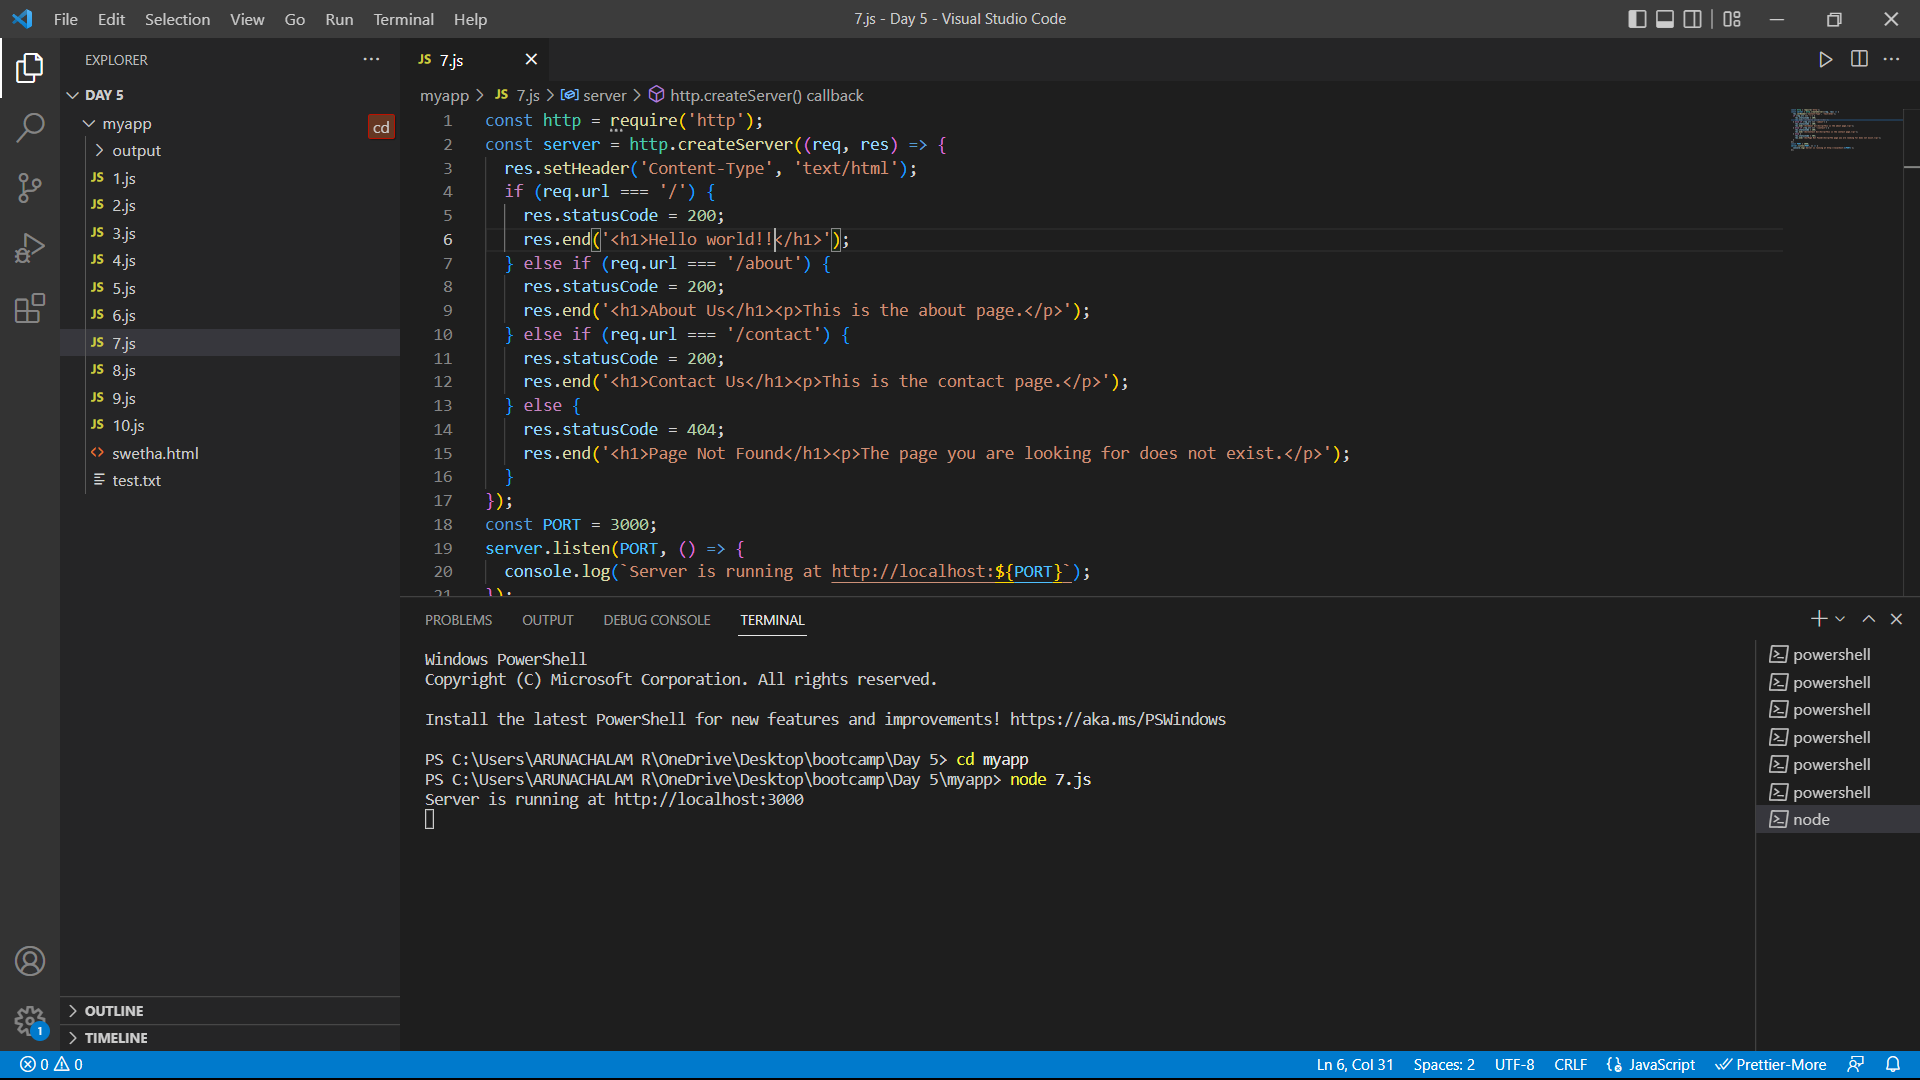 File Edit Selection View Go Run Terminal Help
7.js - Day 5 - Visual Studio Code
EXPLORER
DAY 5
myapp
cd
output
JS 1.js
JS 2.js
JS 3.js
JS 4.js
JS 5.js
JS 6.js
JS 7.js
JS 8.js
JS 9.js
JS 10.js
<> swetha.html
test.txt
OUTLINE
TIMELINE
JS 7.js
myapp > JS 7.js > server > http.createServer() callback
1 const http = require('http');
2 const server = http.createServer((req, res) => {
3 res.setHeader('Content-Type', 'text/html');
4 if (req.url === '/') {
5 res.statusCode = 200;
6 res.end('<h1>Hello world!!</h1>');
7 } else if (req.url === '/about') {
8 res.statusCode = 200;
9 res.end('<h1>About Us</h1><p>This is the about page.</p>');
10 } else if (req.url === '/contact') {
11 res.statusCode = 200;
12 res.end('<h1>Contact Us</h1><p>This is the contact page.</p>');
13 } else {
14 res.statusCode = 404;
15 res.end('<h1>Page Not Found</h1><p>The page you are looking for does not exist.</p>');
16 }
17 });
18 const PORT = 3000;
19 server.listen(PORT, () => {
20 console.log(`Server is running at http://localhost:${PORT}`);
21 });
PROBLEMS OUTPUT DEBUG CONSOLE TERMINAL
Windows PowerShell
Copyright (C) Microsoft Corporation. All rights reserved.
Install the latest PowerShell for new features and improvements! https://aka.ms/PSWindows
PS C:\Users\ARUNACHALAM R\OneDrive\Desktop\bootcamp\Day 5> cd myapp
PS C:\Users\ARUNACHALAM R\OneDrive\Desktop\bootcamp\Day 5\myapp> node 7.js
Server is running at http://localhost:3000
powershell
powershell
powershell
powershell
powershell
powershell
node
1
0 0
Ln 6, Col 31 Spaces: 2 UTF-8 CRLF {} JavaScript Prettier-More